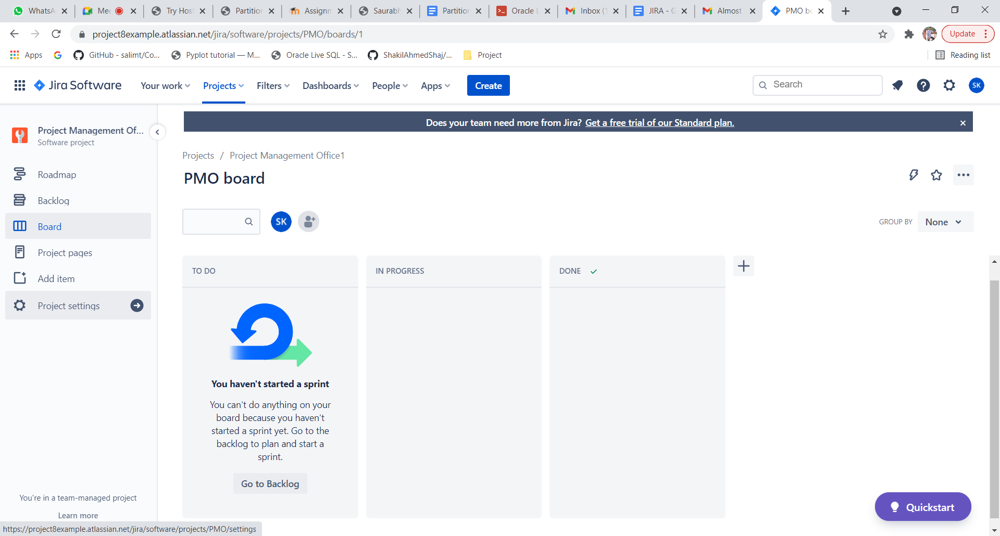 WhatsA
Mee
Try Hos
Partition
Assignm
Saurabh
Partition
Oracle L
Inbox (1
JIRA - G
Almost
PMO bo
project8example.atlassian.net/jira/software/projects/PMO/boards/1
Update
Apps
GitHub - salimt/Co...
Pyplot tutorial — M...
Oracle Live SQL - S...
ShakilAhmedShaj/...
Project
Reading list
Jira Software
Your work
Projects
Filters
Dashboards
People
Apps
Create
Search
SK
Project Management Of...
Software project
Roadmap
Backlog
Board
Project pages
Add item
Project settings
You're in a team-managed project
Learn more
https://project8example.atlassian.net/jira/software/projects/PMO/settings
Does your team need more from Jira? Get a free trial of our Standard plan.
Projects / Project Management Office1
PMO board
SK
GROUP BY None
TO DO
IN PROGRESS
DONE
You haven't started a sprint
You can't do anything on your
board because you haven't
started a sprint yet. Go to the
backlog to plan and start a
sprint.
Go to Backlog
Quickstart